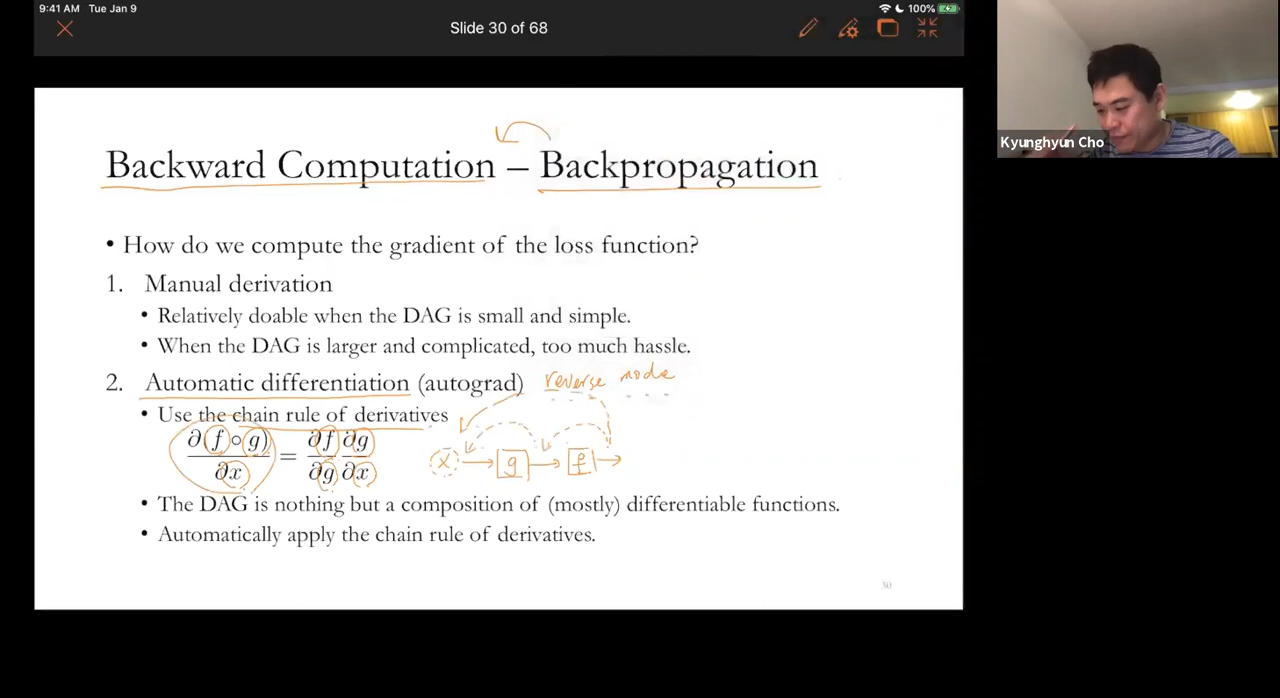 9:41 AM Tue Jan 9
100%
Slide 30 of 68
Kyunghyun Cho
Backward Computation – Backpropagation
• How do we compute the gradient of the loss function?
1. Manual derivation
• Relatively doable when the DAG is small and simple.
• When the DAG is larger and complicated, too much hassle.
2. Automatic differentiation (autograd) reverse mode
• Use the chain rule of derivatives
∂(f ∘ g)/∂x = ∂f/∂g ∂g/∂x
x g f
• The DAG is nothing but a composition of (mostly) differentiable functions.
• Automatically apply the chain rule of derivatives.
30